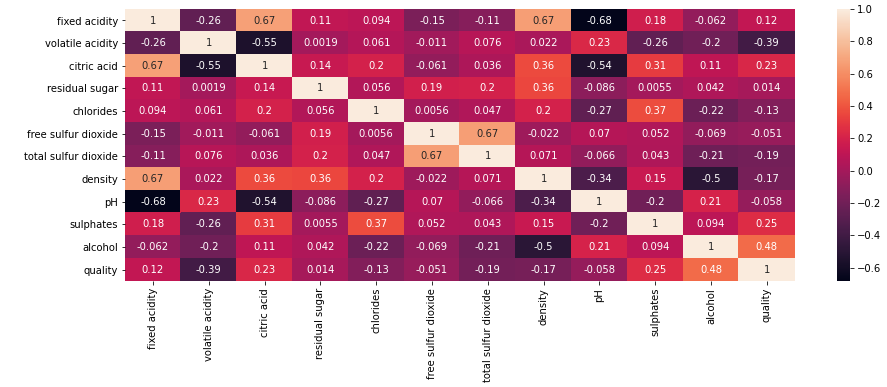 fixed acidity 1 -0.26 0.67 0.11 0.094 -0.15 -0.11 0.67 -0.68 0.18 -0.062 0.12
volatile acidity -0.26 1 -0.55 0.0019 0.061 -0.011 0.076 0.022 0.23 -0.26 -0.2 -0.39
citric acid 0.67 -0.55 1 0.14 0.2 -0.061 0.036 0.36 -0.54 0.31 0.11 0.23
residual sugar 0.11 0.0019 0.14 1 0.056 0.19 0.2 0.36 -0.086 0.0055 0.042 0.014
chlorides 0.094 0.061 0.2 0.056 1 0.0056 0.047 0.2 -0.27 0.37 -0.22 -0.13
free sulfur dioxide -0.15 -0.011 -0.061 0.19 0.0056 1 0.67 -0.022 0.07 0.052 -0.069 -0.051
total sulfur dioxide -0.11 0.076 0.036 0.2 0.047 0.67 1 0.071 -0.066 0.043 -0.21 -0.19
density 0.67 0.022 0.36 0.36 0.2 -0.022 0.071 1 -0.34 0.15 -0.5 -0.17
pH -0.68 0.23 -0.54 -0.086 -0.27 0.07 -0.066 -0.34 1 -0.2 0.21 -0.058
sulphates 0.18 -0.26 0.31 0.0055 0.37 0.052 0.043 0.15 -0.2 1 0.094 0.25
alcohol -0.062 -0.2 0.11 0.042 -0.22 -0.069 -0.21 -0.5 0.21 0.094 1 0.48
quality 0.12 -0.39 0.23 0.014 -0.13 -0.051 -0.19 -0.17 -0.058 0.25 0.48 1
fixed acidity
volatile acidity
citric acid
residual sugar
chlorides
free sulfur dioxide
total sulfur dioxide
density
pH
sulphates
alcohol
quality
1.0
0.8
0.6
0.4
0.2
0.0
−0.2
−0.4
−0.6